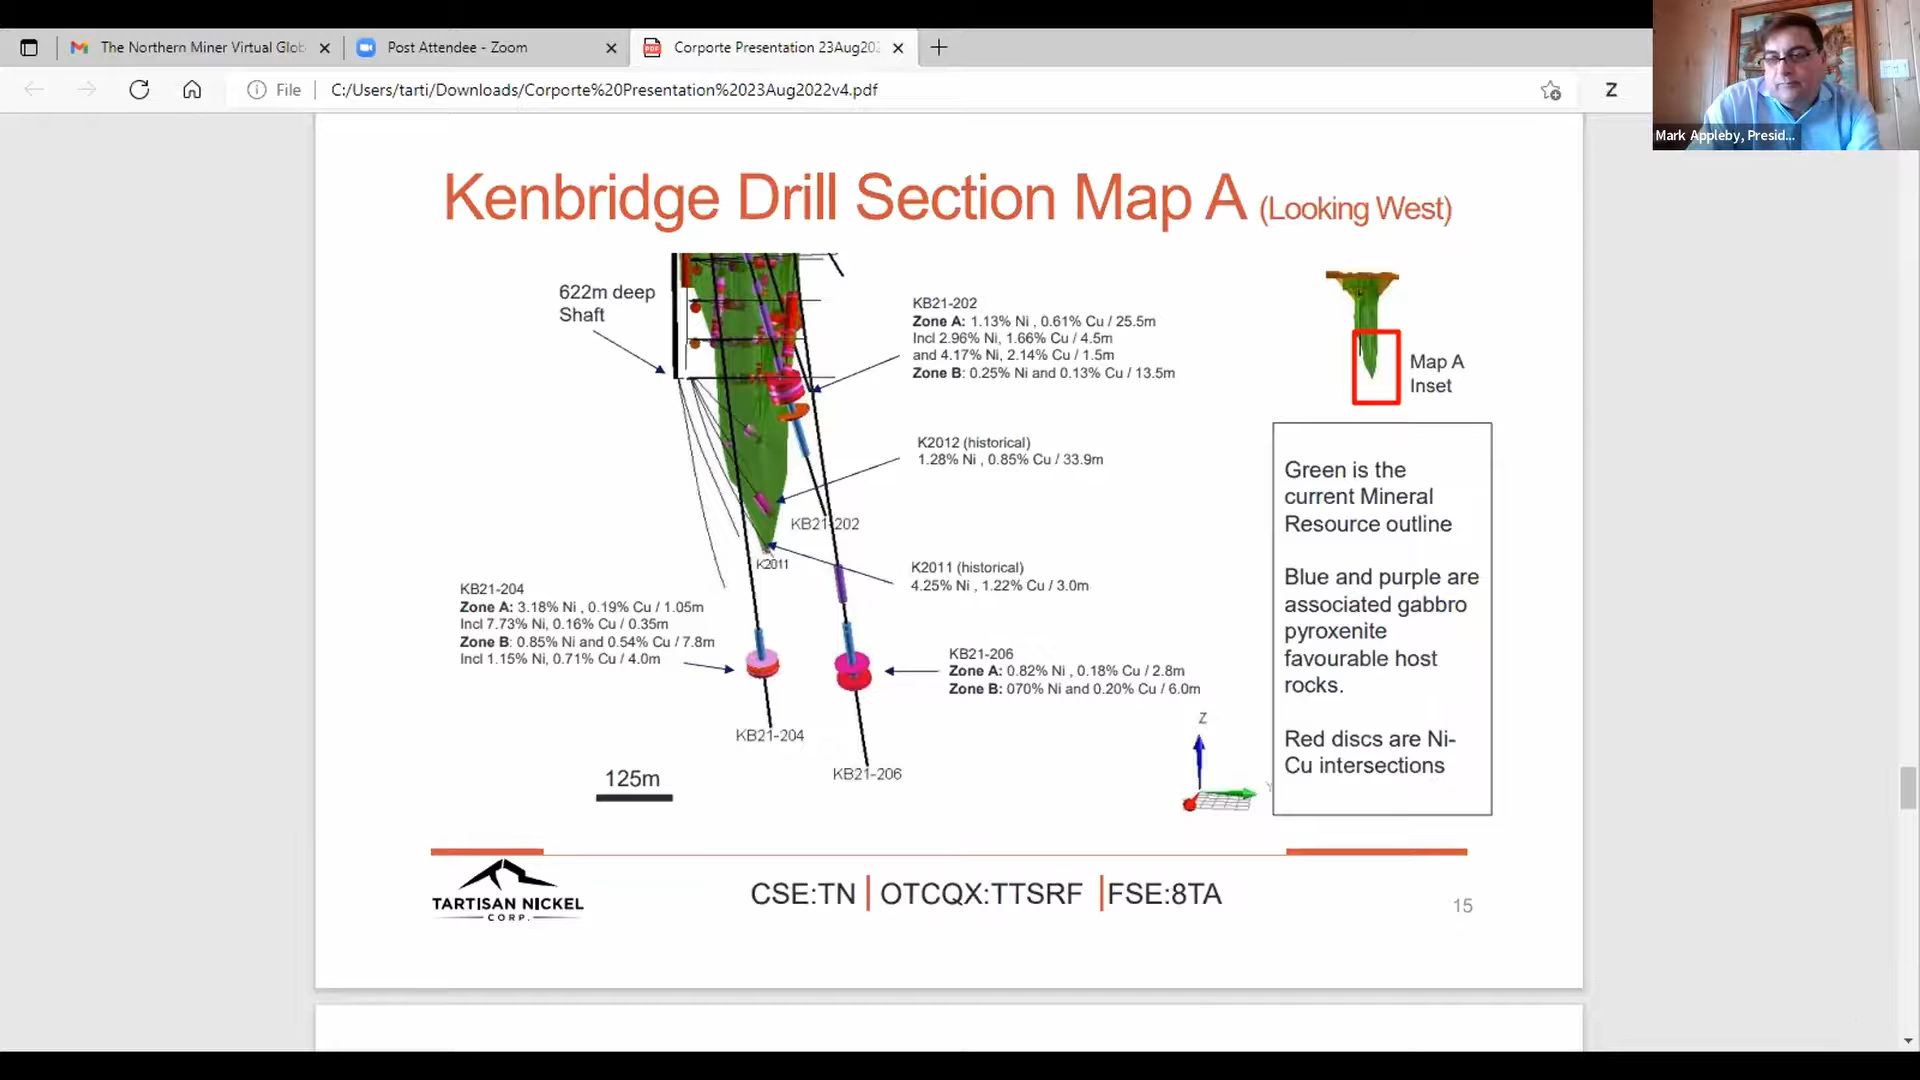 The Northern Miner Virtual Glob
Post Attendee - Zoom
Corporte Presentation 23Aug202
File
C:/Users/tarti/Downloads/Corporte%20Presentation%2023Aug2022v4.pdf
Z
Mark Appleby, Presid...
Kenbridge Drill Section Map A (Looking West)
622m deep
Shaft
KB21-202
Zone A: 1.13% Ni , 0.61% Cu / 25.5m
Incl 2.96% Ni, 1.66% Cu / 4.5m
and 4.17% Ni, 2.14% Cu / 1.5m
Zone B: 0.25% Ni and 0.13% Cu / 13.5m
Map A
Inset
K2012 (historical)
1.28% Ni , 0.85% Cu / 33.9m
KB21-202
K2011
K2011 (historical)
4.25% Ni , 1.22% Cu / 3.0m
KB21-204
Zone A: 3.18% Ni , 0.19% Cu / 1.05m
Incl 7.73% Ni, 0.16% Cu / 0.35m
Zone B: 0.85% Ni and 0.54% Cu / 7.8m
Incl 1.15% Ni, 0.71% Cu / 4.0m
KB21-206
Zone A: 0.82% Ni , 0.18% Cu / 2.8m
Zone B: 070% Ni and 0.20% Cu / 6.0m
KB21-204
KB21-206
125m
Z
Green is the
current Mineral
Resource outline
Blue and purple are
associated gabbro
pyroxenite
favourable host
rocks.
Red discs are Ni-
Cu intersections
TARTISAN NICKEL
CORP.
CSE:TN | OTCQX:TTSRF | FSE:8TA
15